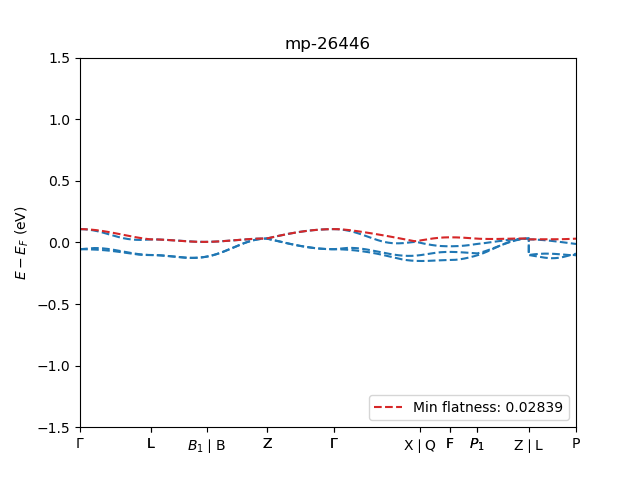 mp-26446
1.5
1.0
0.5
0.0
−0.5
−1.0
−1.5
E − E_F (eV)
Min flatness: 0.02839
Γ L B₁ | B Z Γ X | Q F P₁ Z | L P